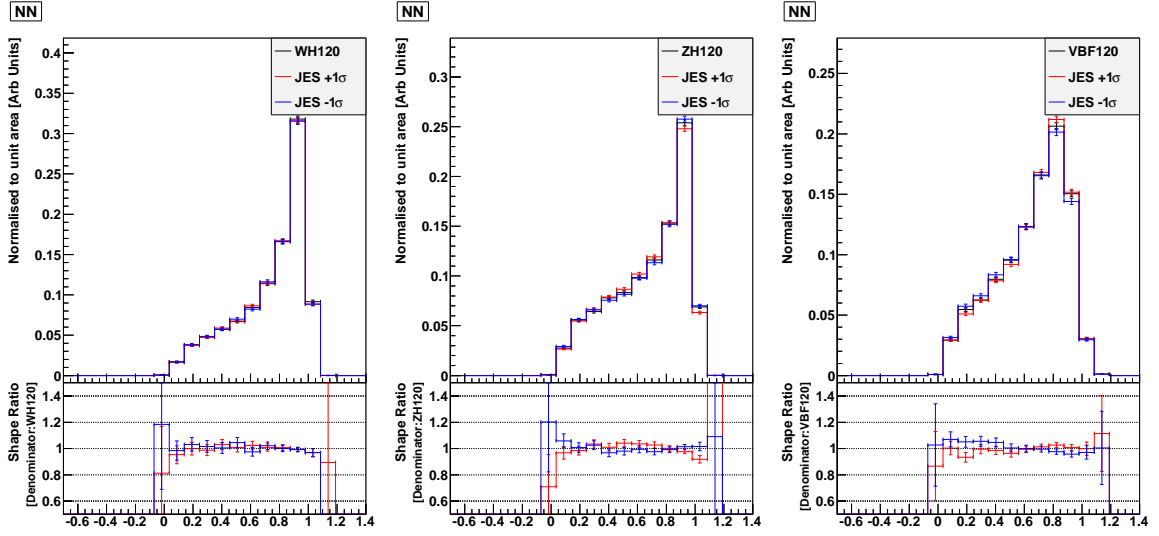 NN
Normalised to unit area [Arb Units]
0.4
0.35
0.3
0.25
0.2
0.15
0.1
0.05
0
WH120
JES +1σ
JES -1σ
Shape Ratio
[Denominator:WH120]
1.4
1.2
1
0.8
0.6
-0.6 -0.4 -0.2 0 0.2 0.4 0.6 0.8 1 1.2 1.4
NN
Normalised to unit area [Arb Units]
0.3
0.25
0.2
0.15
0.1
0.05
0
ZH120
JES +1σ
JES -1σ
Shape Ratio
[Denominator:ZH120]
1.4
1.2
1
0.8
0.6
-0.6 -0.4 -0.2 0 0.2 0.4 0.6 0.8 1 1.2 1.4
NN
Normalised to unit area [Arb Units]
0.25
0.2
0.15
0.1
0.05
0
VBF120
JES +1σ
JES -1σ
Shape Ratio
[Denominator:VBF120]
1.4
1.2
1
0.8
0.6
-0.6 -0.4 -0.2 0 0.2 0.4 0.6 0.8 1 1.2 1.4